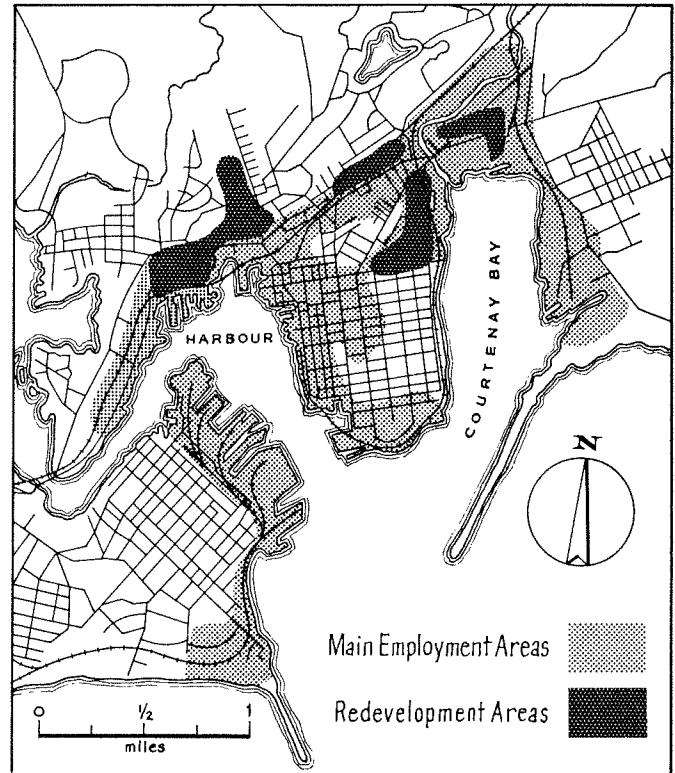 HARBOUR
COURTENAY BAY
N
Main Employment Areas
Redevelopment Areas
0 ½ 1
miles